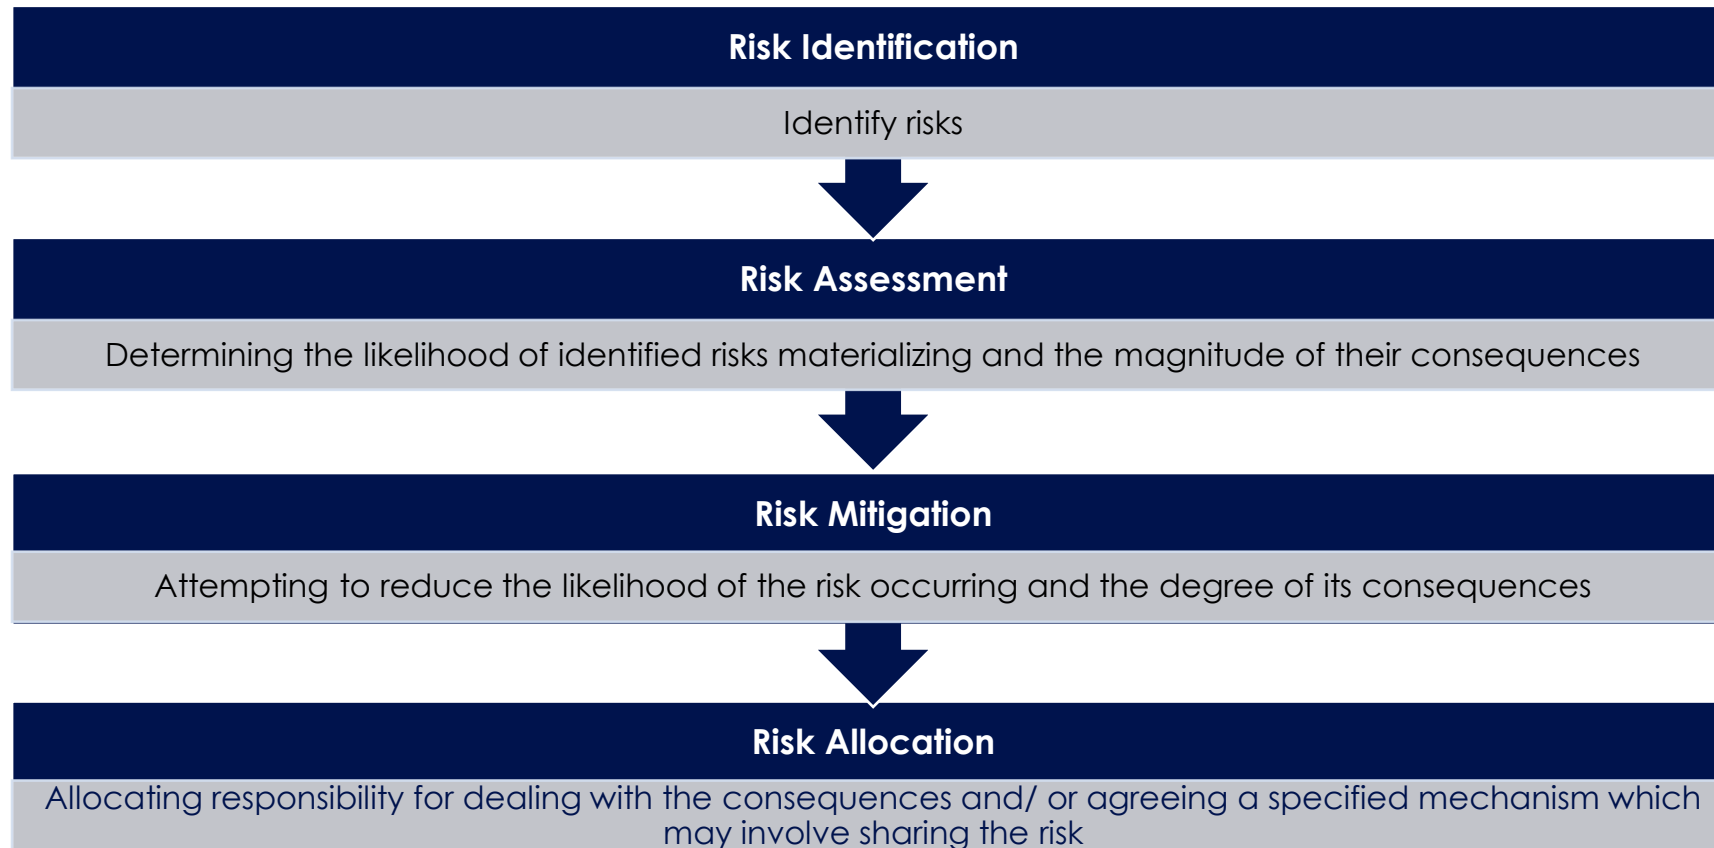 Risk Identification
Identify risks
Risk Assessment
Determining the likelihood of identified risks materializing and the magnitude of their consequences
Risk Mitigation
Attempting to reduce the likelihood of the risk occurring and the degree of its consequences
Risk Allocation
Allocating responsibility for dealing with the consequences and/ or agreeing a specified mechanism which
may involve sharing the risk